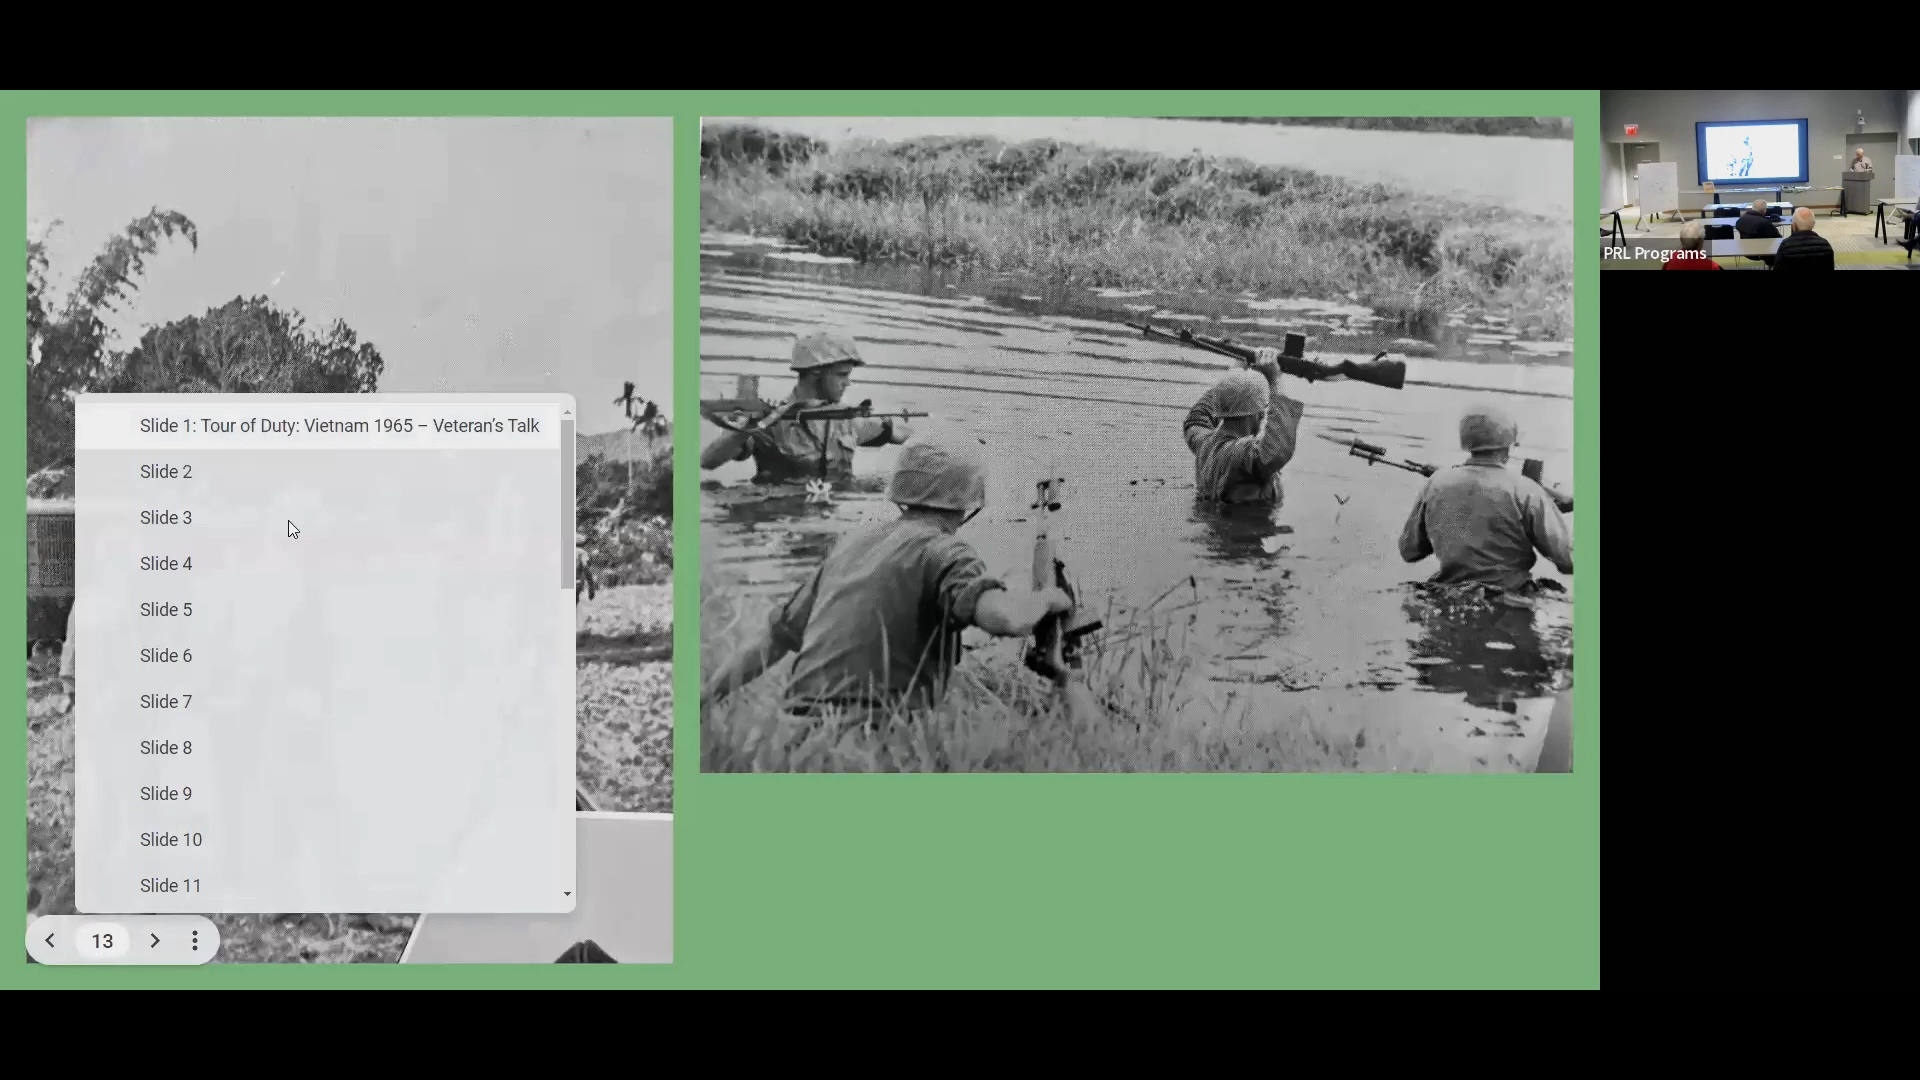 Slide 1: Tour of Duty: Vietnam 1965 – Veteran’s Talk
Slide 2
Slide 3
Slide 4
Slide 5
Slide 6
Slide 7
Slide 8
Slide 9
Slide 10
Slide 11
13
PRL Programs